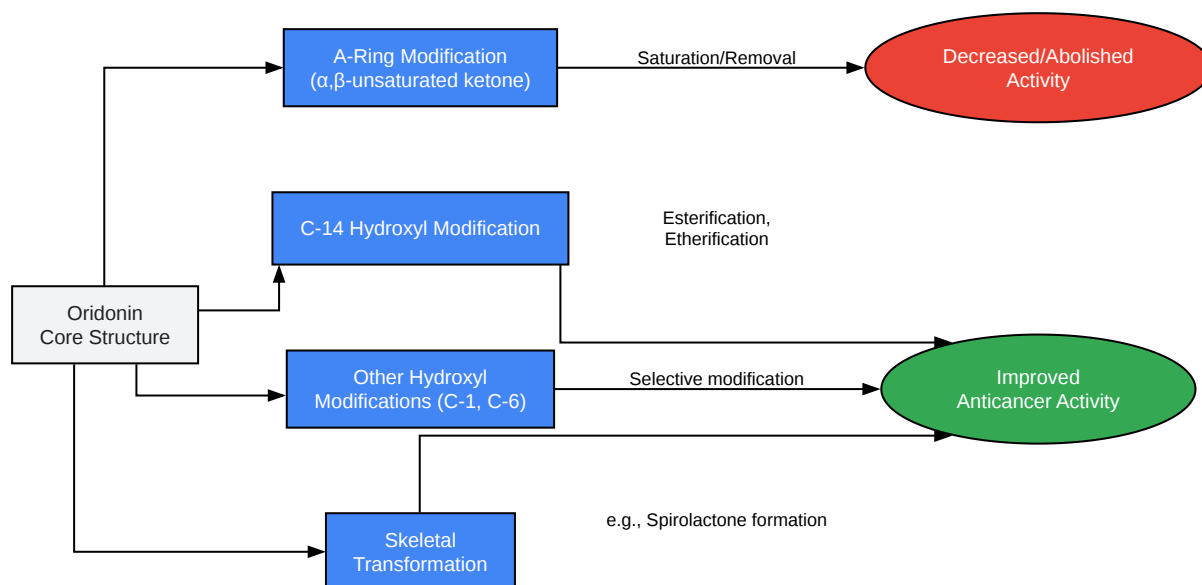 A-Ring Modification
(α,β-unsaturated ketone)
Saturation/Removal
Decreased/Abolished
Activity
C-14 Hydroxyl Modification
Esterification,
Etherification
Oridonin
Core Structure
Other Hydroxyl
Modifications (C-1, C-6)
Selective modification
Improved
Anticancer Activity
Skeletal
Transformation
e.g., Spirolactone formation